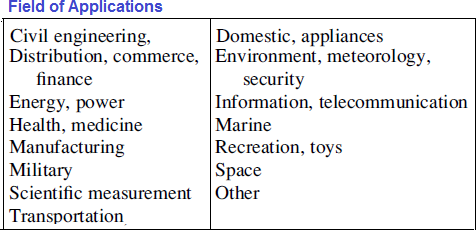 Field of Applications
Civil engineering,
Distribution, commerce,
finance
Energy, power
Health, medicine
Manufacturing
Military
Scientific measurement
Transportation
Domestic, appliances
Environment, meteorology,
security
Information, telecommunication
Marine
Recreation, toys
Space
Other